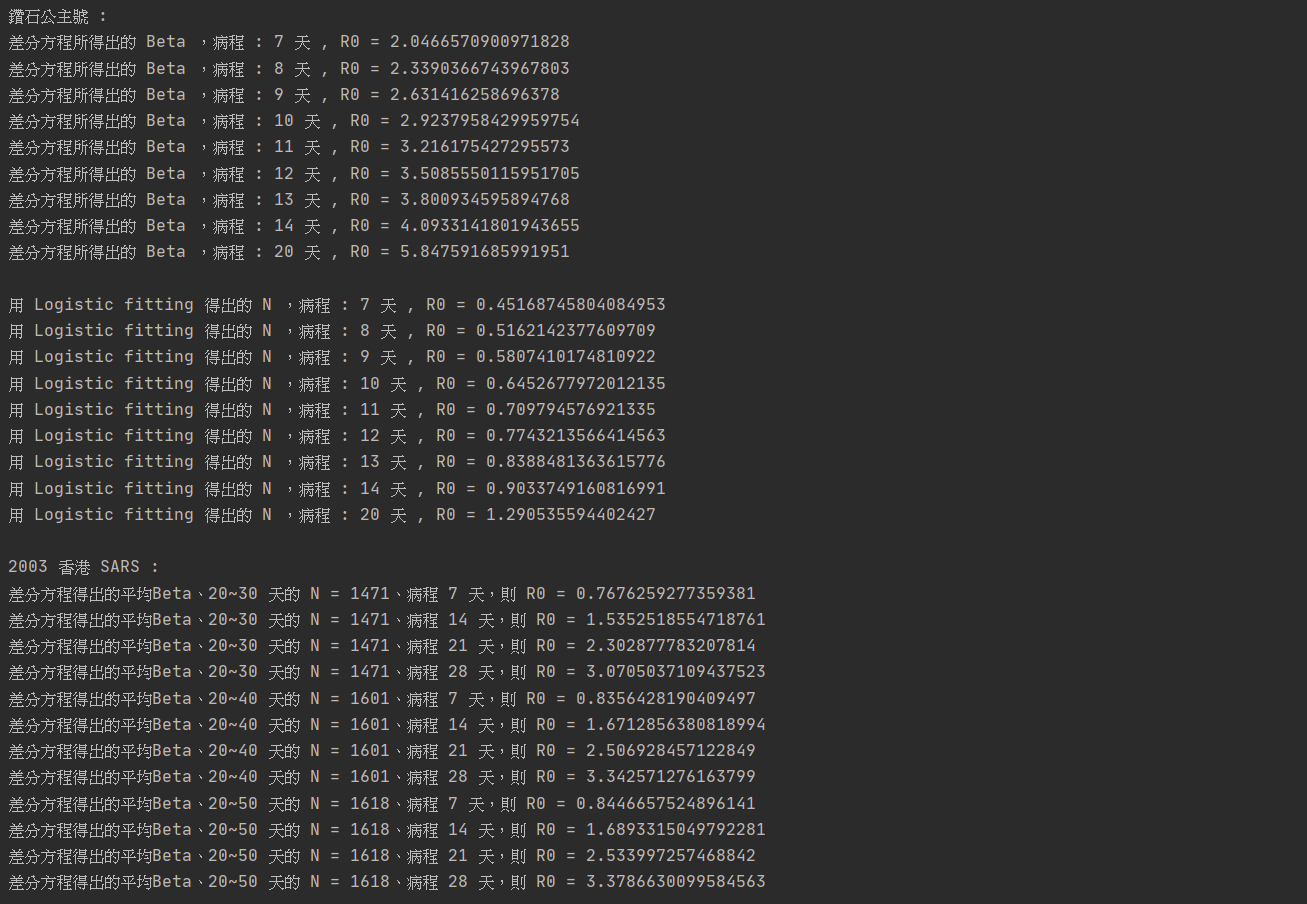 鑽石公主號 :
差分方程所得出的 Beta ，病程 : 7 天 , R0 = 2.0466570900971828
差分方程所得出的 Beta ，病程 : 8 天 , R0 = 2.3390366743967803
差分方程所得出的 Beta ，病程 : 9 天 , R0 = 2.631416258696378
差分方程所得出的 Beta ，病程 : 10 天 , R0 = 2.9237958429959754
差分方程所得出的 Beta ，病程 : 11 天 , R0 = 3.216175427295573
差分方程所得出的 Beta ，病程 : 12 天 , R0 = 3.5085550115951705
差分方程所得出的 Beta ，病程 : 13 天 , R0 = 3.800934595894768
差分方程所得出的 Beta ，病程 : 14 天 , R0 = 4.0933141801943655
差分方程所得出的 Beta ，病程 : 20 天 , R0 = 5.847591685991951
用 Logistic fitting 得出的 N ，病程 : 7 天 , R0 = 0.45168745804084953
用 Logistic fitting 得出的 N ，病程 : 8 天 , R0 = 0.5162142377609709
用 Logistic fitting 得出的 N ，病程 : 9 天 , R0 = 0.5807410174810922
用 Logistic fitting 得出的 N ，病程 : 10 天 , R0 = 0.6452677972012135
用 Logistic fitting 得出的 N ，病程 : 11 天 , R0 = 0.709794576921335
用 Logistic fitting 得出的 N ，病程 : 12 天 , R0 = 0.7743213566414563
用 Logistic fitting 得出的 N ，病程 : 13 天 , R0 = 0.8388481363615776
用 Logistic fitting 得出的 N ，病程 : 14 天 , R0 = 0.9033749160816991
用 Logistic fitting 得出的 N ，病程 : 20 天 , R0 = 1.290535594402427
2003 香港 SARS :
差分方程得出的平均Beta、20~30 天的 N = 1471、病程 7 天，則 R0 = 0.7676259277359381
差分方程得出的平均Beta、20~30 天的 N = 1471、病程 14 天，則 R0 = 1.5352518554718761
差分方程得出的平均Beta、20~30 天的 N = 1471、病程 21 天，則 R0 = 2.302877783207814
差分方程得出的平均Beta、20~30 天的 N = 1471、病程 28 天，則 R0 = 3.0705037109437523
差分方程得出的平均Beta、20~40 天的 N = 1601、病程 7 天，則 R0 = 0.8356428190409497
差分方程得出的平均Beta、20~40 天的 N = 1601、病程 14 天，則 R0 = 1.6712856380818994
差分方程得出的平均Beta、20~40 天的 N = 1601、病程 21 天，則 R0 = 2.506928457122849
差分方程得出的平均Beta、20~40 天的 N = 1601、病程 28 天，則 R0 = 3.342571276163799
差分方程得出的平均Beta、20~50 天的 N = 1618、病程 7 天，則 R0 = 0.8446657524896141
差分方程得出的平均Beta、20~50 天的 N = 1618、病程 14 天，則 R0 = 1.6893315049792281
差分方程得出的平均Beta、20~50 天的 N = 1618、病程 21 天，則 R0 = 2.533997257468842
差分方程得出的平均Beta、20~50 天的 N = 1618、病程 28 天，則 R0 = 3.3786630099584563